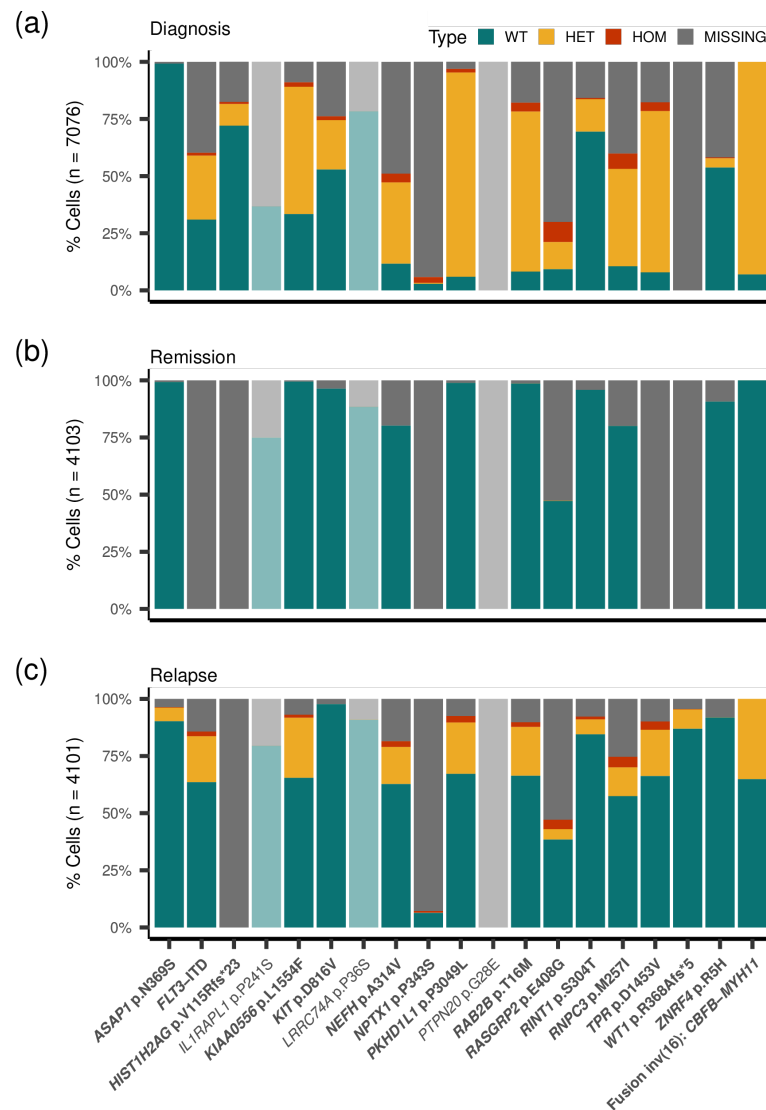 (a)
Diagnosis
Type WT HET HOM MISSING
% Cells (n = 7076)
100%
75%
50%
25%
0%
(b)
Remission
% Cells (n = 4103)
100%
75%
50%
25%
0%
(c)
Relapse
% Cells (n = 4101)
100%
75%
50%
25%
0%
ASAP1 p.N369S
FLT3–ITD
HIST1H2AG p.V115Rfs*23
IL1RAPL1 p.P241S
KIAA0556 p.L1554F
KIT p.D816V
LRRC74A p.P36S
NEFH p.A314V
NPTX1 p.P343S
PKHD1L1 p.P3049L
PTPN20 p.G28E
RAB2B p.T16M
RASGRP2 p.E408G
RINT1 p.S304T
RNPC3 p.M257I
TPR p.D1453V
WT1 p.R368Afs*5
ZNRF4 p.R5H
Fusion inv(16): CBFB–MYH11